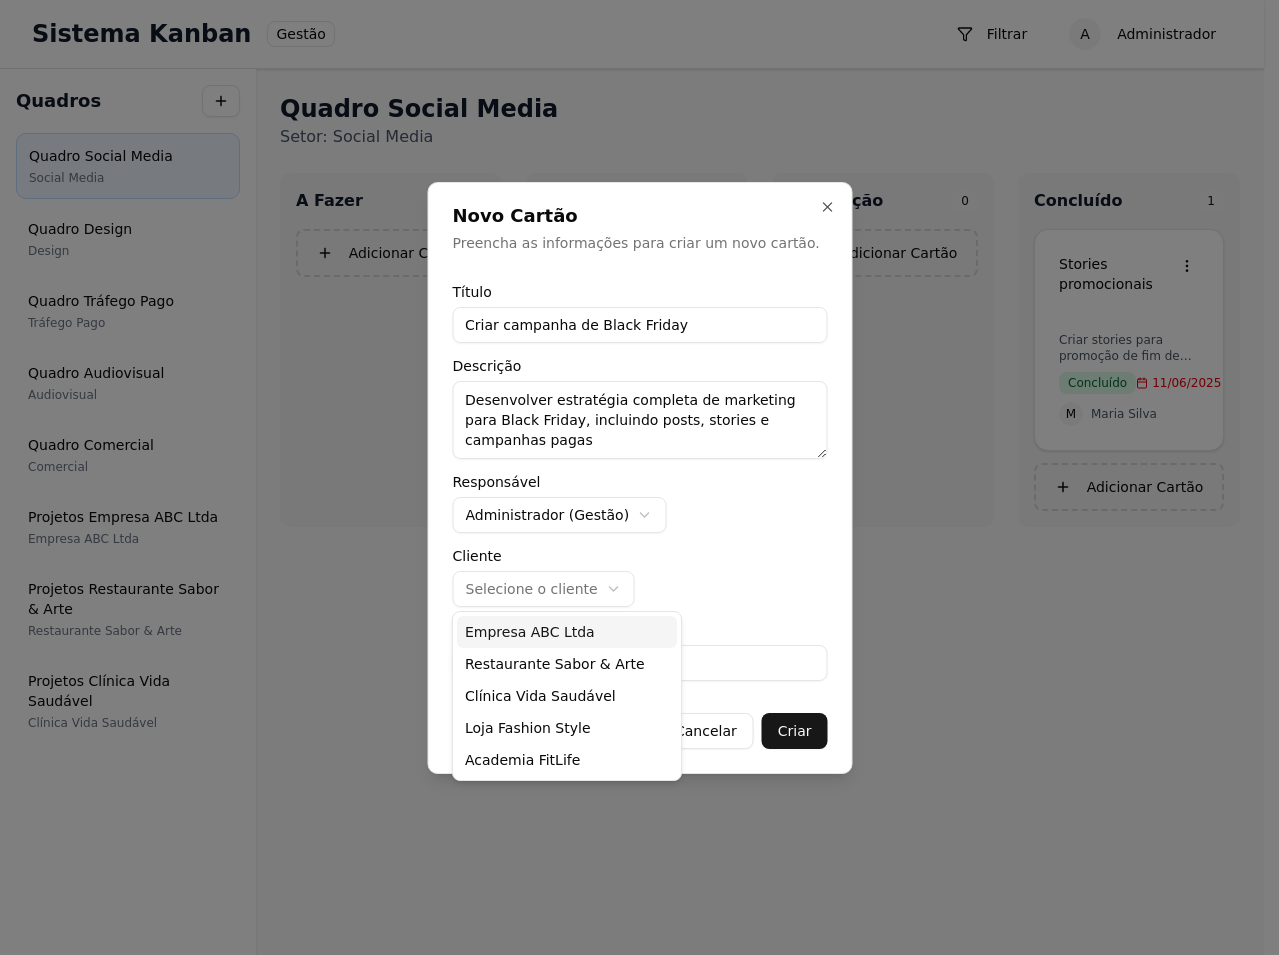 Sistema Kanban
Gestão
Filtrar
A
Administrador
Quadros
Quadro Social Media
Social Media
Quadro Design
Design
Quadro Tráfego Pago
Tráfego Pago
Quadro Audiovisual
Audiovisual
Quadro Comercial
Comercial
Projetos Empresa ABC Ltda
Empresa ABC Ltda
Projetos Restaurante Sabor
& Arte
Restaurante Sabor & Arte
Projetos Clínica Vida
Saudável
Clínica Vida Saudável
Quadro Social Media
Setor: Social Media
A Fazer
Adicionar C
ção
0
dicionar Cartão
Concluído
1
Stories
promocionais
Criar stories para
promoção de fim de...
Concluído
11/06/2025
M
Maria Silva
Adicionar Cartão
Novo Cartão
Preencha as informações para criar um novo cartão.
Título
Criar campanha de Black Friday
Descrição
Desenvolver estratégia completa de marketing
para Black Friday, incluindo posts, stories e
campanhas pagas
Responsável
Administrador (Gestão)
Cliente
Selecione o cliente
Empresa ABC Ltda
Restaurante Sabor & Arte
Clínica Vida Saudável
Loja Fashion Style
Academia FitLife
Cancelar
Criar